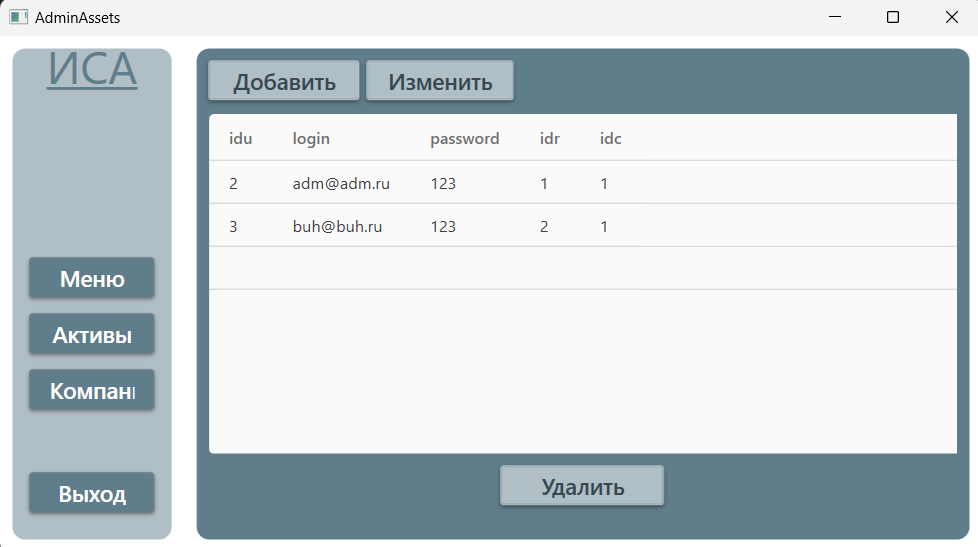 AdminAssets
ИСА
Меню
Активы
Компан
Выход
Добавить Изменить
idu login password idr idc
2 adm@adm.ru 123 1 1
3 buh@buh.ru 123 2 1
Удалить